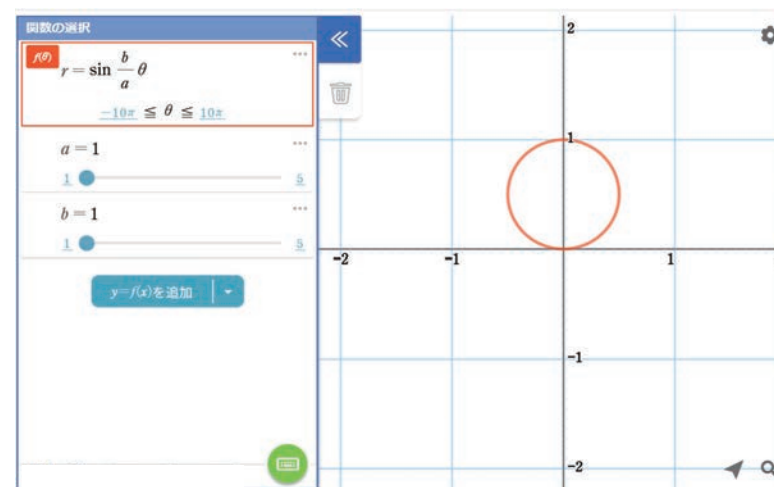 関数の選択
f(θ)
r = sin b/a θ
-10π ≦ θ ≦ 10π
a = 1
1 5
b = 1
1 5
y=f(x)を追加
2
1
-2 -1 1
-1
-2